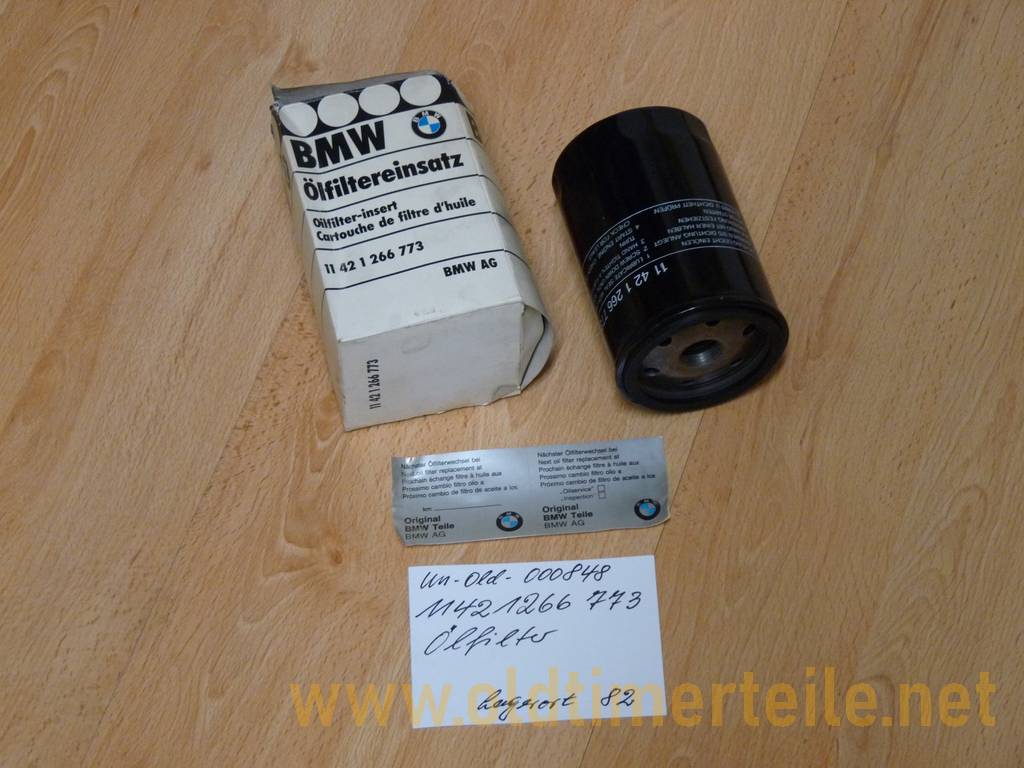 BMW
Ölfiltereinsatz
Oilfilter-insert
Cartouche de filtre d'huile
11 42 1 266 773
BMW AG
11 42 1 266 773
11 42 1 266 7
Nächster Ölfilterwechsel bei
Next oil filter replacement at
Prochain échange filtre à huile aux
Prossimo cambio filtro olio a
Próximo cambio de filtro de aceite a los
km
Original
BMW Teile
BMW AG
Nächster Ölfilterwechsel bei
Next oil filter replacement at
Prochain échange filtre à huile aux
Prossimo cambio filtro olio a
Próximo cambio de filtro de aceite a los
„Oilservice"
„Inspection"
Original
BMW Teile
BMW AG
Un-Old-000848
11421266 773
Ölfilter
Lagerort 82
www.oldtimerteile.net